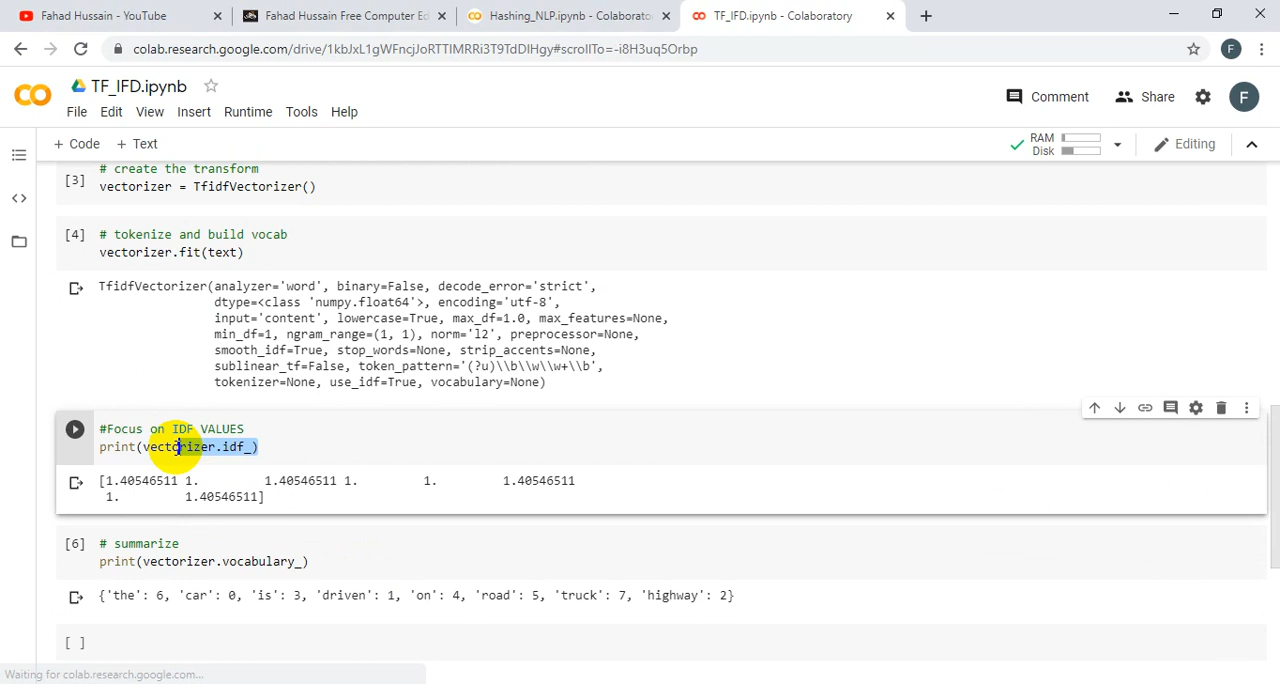 Fahad Hussain - YouTube
Fahad Hussain Free Computer Ed
Hashing_NLP.ipynb - Colaborato
TF_IFD.ipynb - Colaboratory
colab.research.google.com/drive/1kbJxL1gWFncjJoRTTIMRRi3T9TdDIHgy#scrollTo=-i8H3uq5Orbp
F
TF_IFD.ipynb
File Edit View Insert Runtime Tools Help
Comment Share F
+ Code + Text
RAM
Disk
Editing
# create the transform
[3] vectorizer = TfidfVectorizer()
[4] # tokenize and build vocab
vectorizer.fit(text)
TfidfVectorizer(analyzer='word', binary=False, decode_error='strict',
dtype=<class 'numpy.float64'>, encoding='utf-8',
input='content', lowercase=True, max_df=1.0, max_features=None,
min_df=1, ngram_range=(1, 1), norm='l2', preprocessor=None,
smooth_idf=True, stop_words=None, strip_accents=None,
sublinear_tf=False, token_pattern='(?u)\\b\\w\\w+\\b',
tokenizer=None, use_idf=True, vocabulary=None)
#Focus on IDF VALUES
print(vectorizer.idf_)
[1.40546511 1. 1.40546511 1. 1. 1.40546511
1. 1.40546511]
[6] # summarize
print(vectorizer.vocabulary_)
{'the': 6, 'car': 0, 'is': 3, 'driven': 1, 'on': 4, 'road': 5, 'truck': 7, 'highway': 2}
[ ]
Waiting for colab.research.google.com...